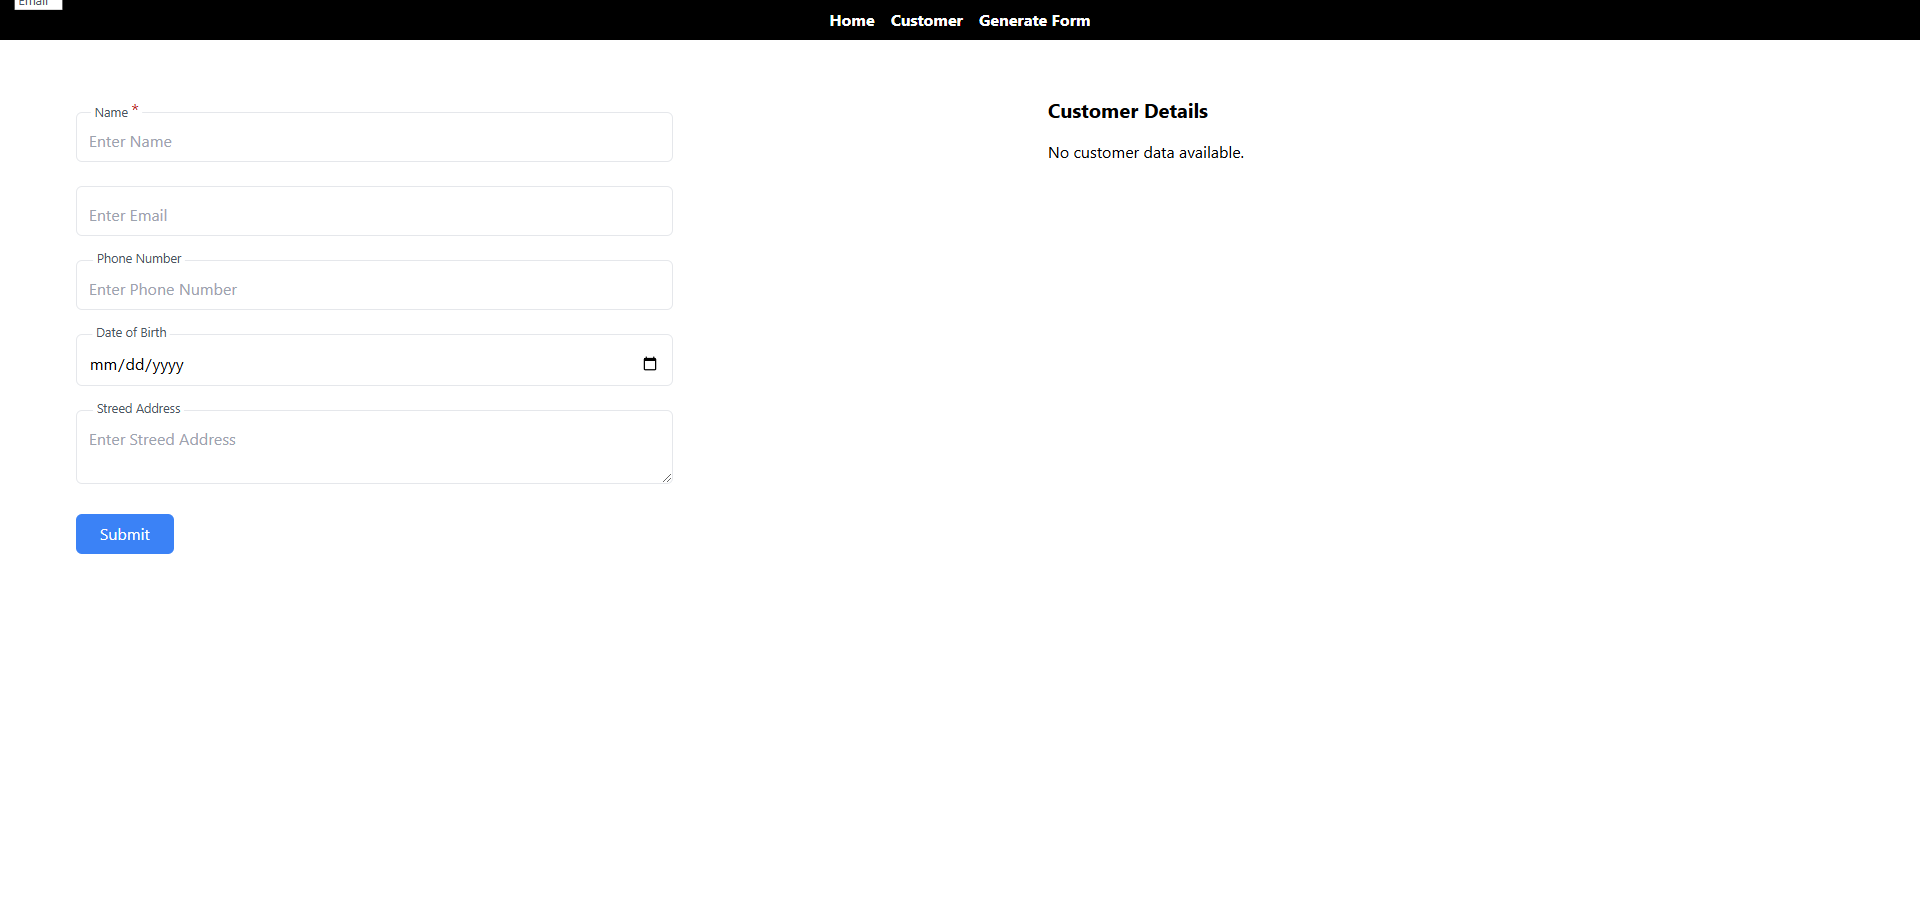 Email
Home Customer Generate Form
Name *
Enter Name
Enter Email
Phone Number
Enter Phone Number
Date of Birth
mm/dd/yyyy
Streed Address
Enter Streed Address
Submit
Customer Details
No customer data available.